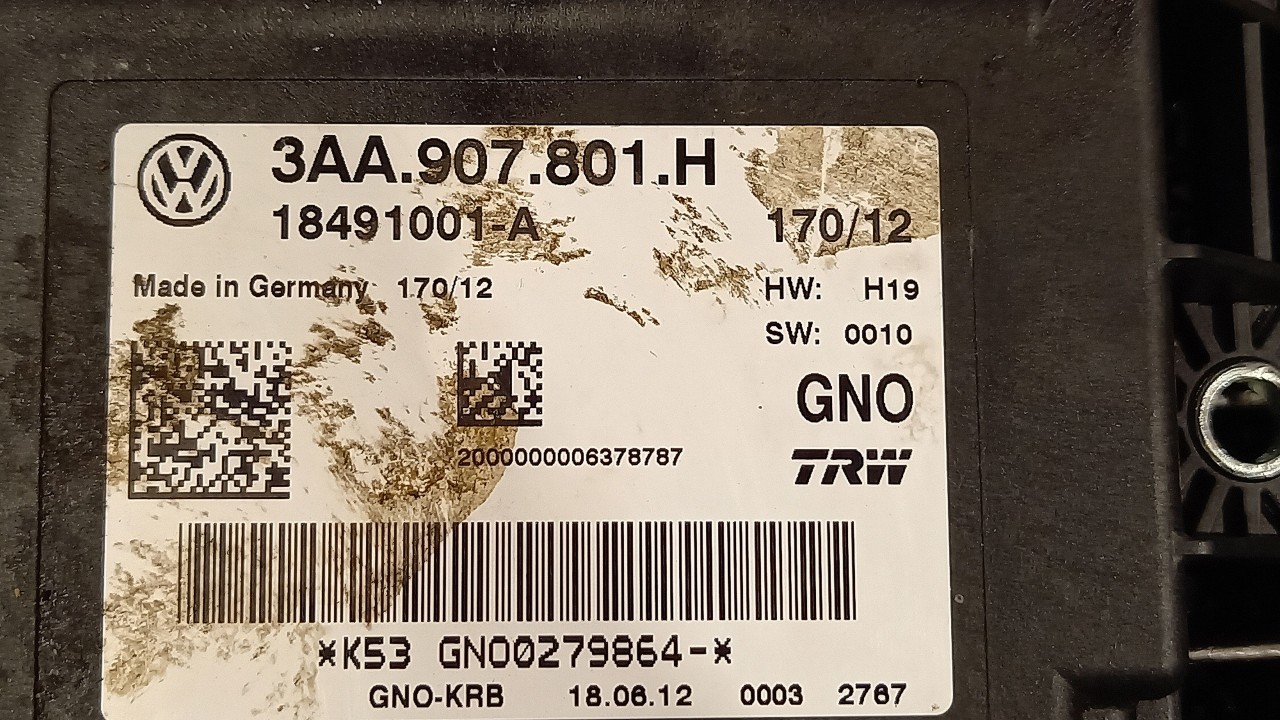 3AA.907.801.H
18491001-A 170/12
Made in Germany 170/12 HW: H19
SW: 0010
GNO
2000000006378787 TRW
*K53 GNO0279864-*
GNO-KRB 18.06.12 0003 2767